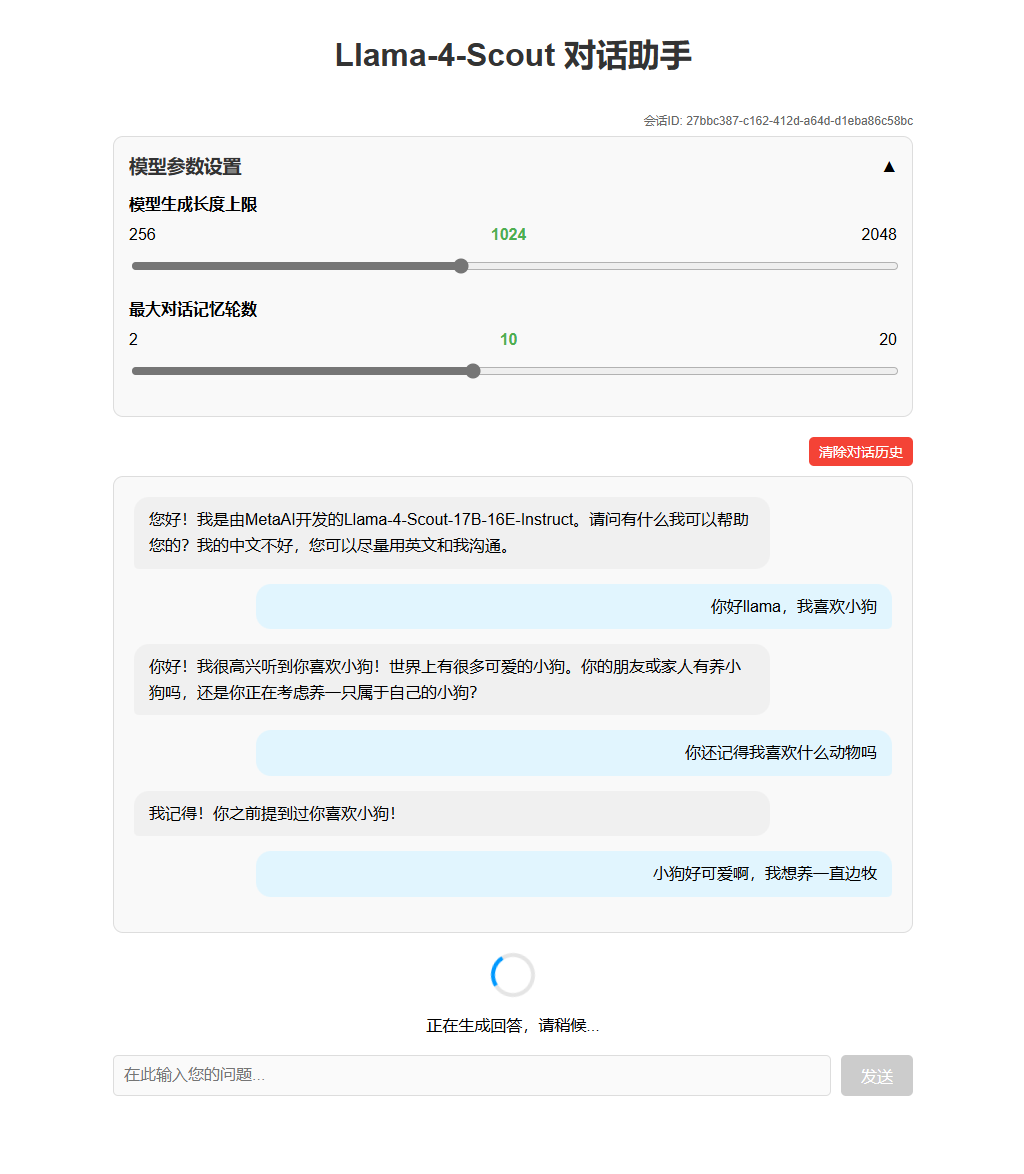 Llama-4-Scout 对话助手
会话ID: 27bbc387-c162-412d-a64d-d1eba86c58bc
模型参数设置 ▲
模型生成长度上限
256 1024 2048
最大对话记忆轮数
2 10 20
清除对话历史
您好！我是由MetaAI开发的Llama-4-Scout-17B-16E-Instruct。请问有什么我可以帮助
您的？我的中文不好，您可以尽量用英文和我沟通。
你好llama，我喜欢小狗
你好！我很高兴听到你喜欢小狗！世界上有很多可爱的小狗。你的朋友或家人有养小
狗吗，还是你正在考虑养一只属于自己的小狗？
你还记得我喜欢什么动物吗
我记得！你之前提到过你喜欢小狗！
小狗好可爱啊，我想养一直边牧
正在生成回答，请稍候...
在此输入您的问题... 发送